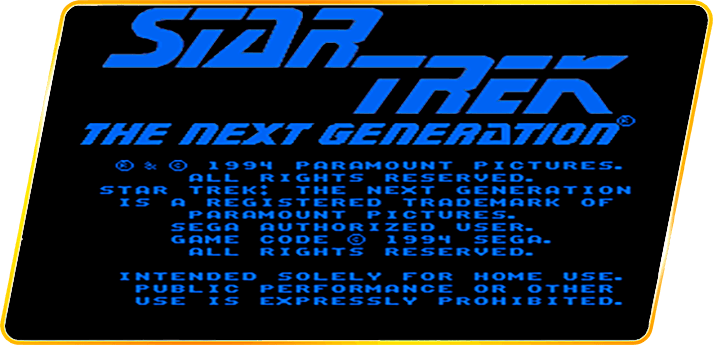 STAR
TREK
THE NEXT GENERATION®
® & © 1994 PARAMOUNT PICTURES.
ALL RIGHTS RESERVED.
STAR TREK: THE NEXT GENERATION
IS A REGISTERED TRADEMARK OF
PARAMOUNT PICTURES.
SEGA AUTHORIZED USER.
GAME CODE © 1994 SEGA.
ALL RIGHTS RESERVED.
INTENDED SOLELY FOR HOME USE.
PUBLIC PERFORMANCE OR OTHER
USE IS EXPRESSLY PROHIBITED.